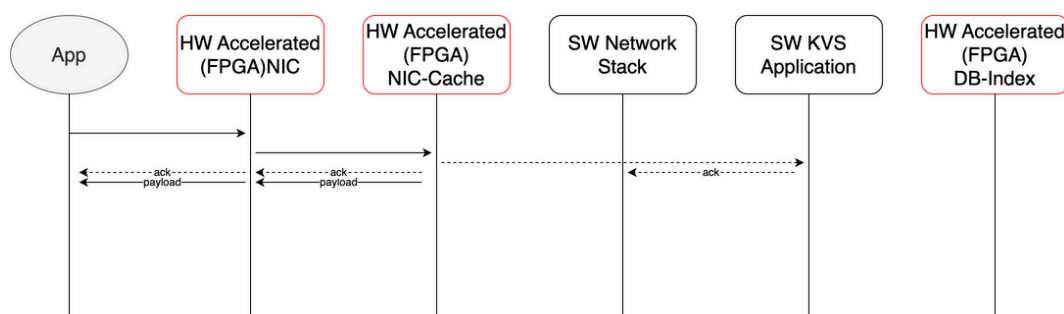 App
HW Accelerated
(FPGA)NIC
HW Accelerated
(FPGA)
NIC-Cache
SW Network
Stack
SW KVS
Application
HW Accelerated
(FPGA)
DB-Index
ack
payload
ack
payload
ack